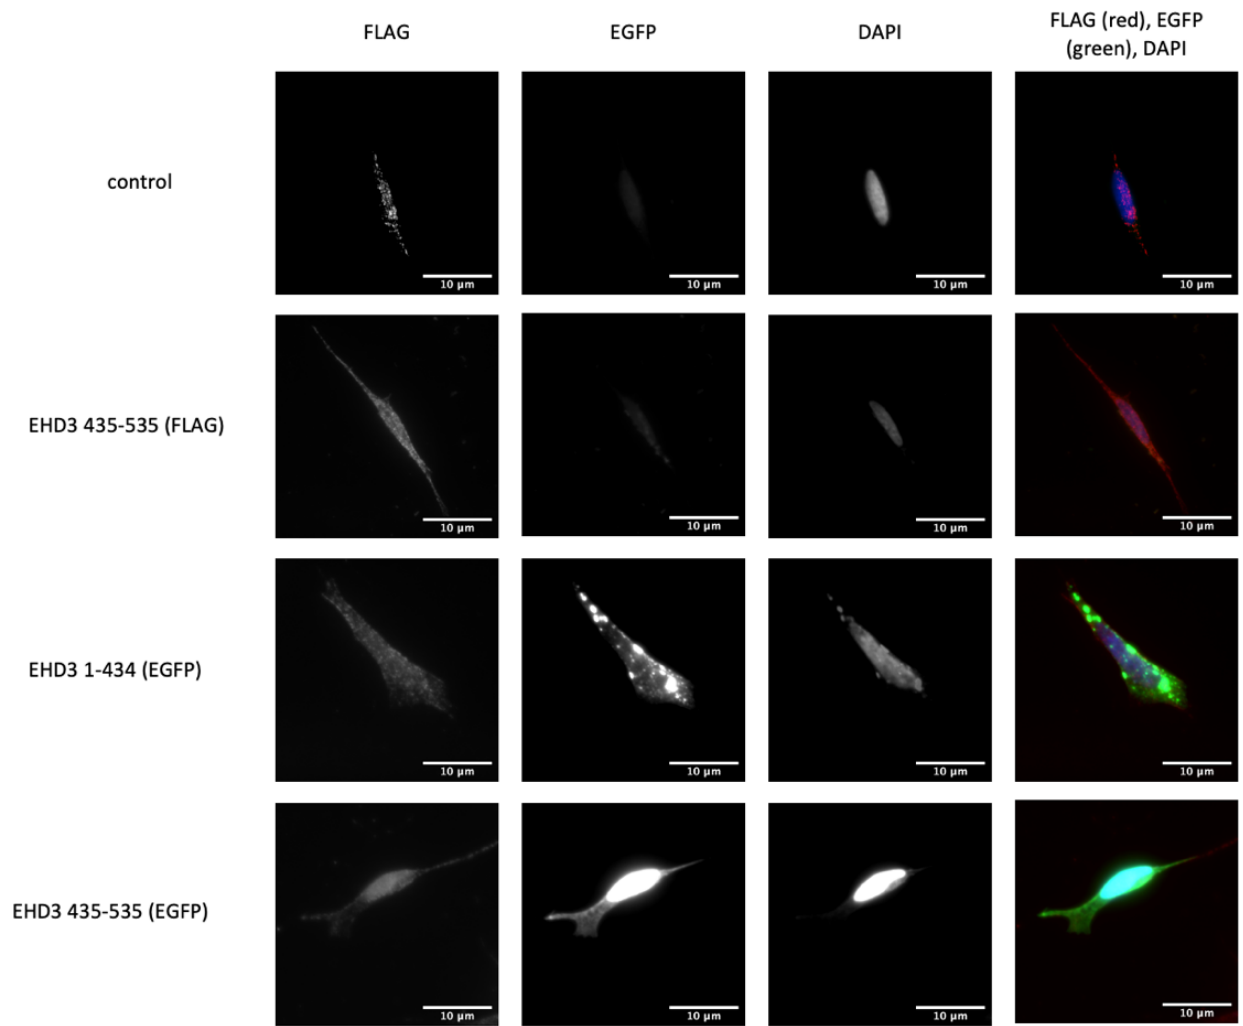 FLAG EGFP DAPI FLAG (red), EGFP
(green), DAPI
control
10 µm 10 µm 10 µm 10 µm
EHD3 435-535 (FLAG)
10 µm 10 µm 10 µm 10 µm
EHD3 1-434 (EGFP)
10 µm 10 µm 10 µm 10 µm
EHD3 435-535 (EGFP)
10 µm 10 µm 10 µm 10 µm